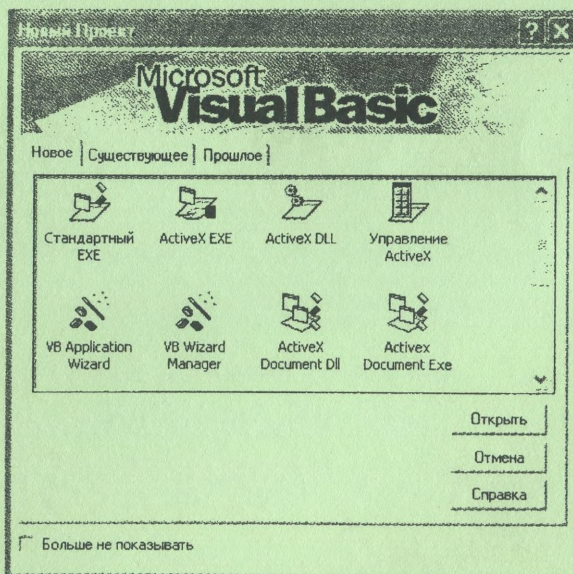 Новый Проект
Microsoft
Visual Basic
Новое Существующее Прошлое
Стандартный EXE
ActiveX EXE
ActiveX DLL
Управление ActiveX
VB Application Wizard
VB Wizard Manager
ActiveX Document Dll
Activex Document Exe
Открыть
Отмена
Справка
Больше не показывать